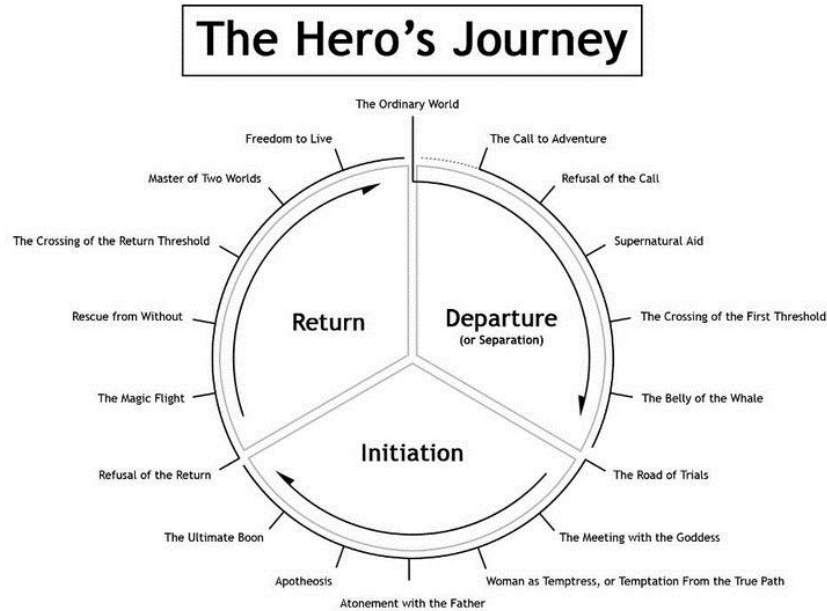 The Hero's Journey
The Ordinary World
The Call to Adventure
Refusal of the Call
Supernatural Aid
The Crossing of the First Threshold
The Belly of the Whale
The Road of Trials
The Meeting with the Goddess
Woman as Temptress, or Temptation From the True Path
Atonement with the Father
Apotheosis
The Ultimate Boon
Refusal of the Return
The Magic Flight
Rescue from Without
The Crossing of the Return Threshold
Master of Two Worlds
Freedom to Live
Departure
(or Separation)
Initiation
Return